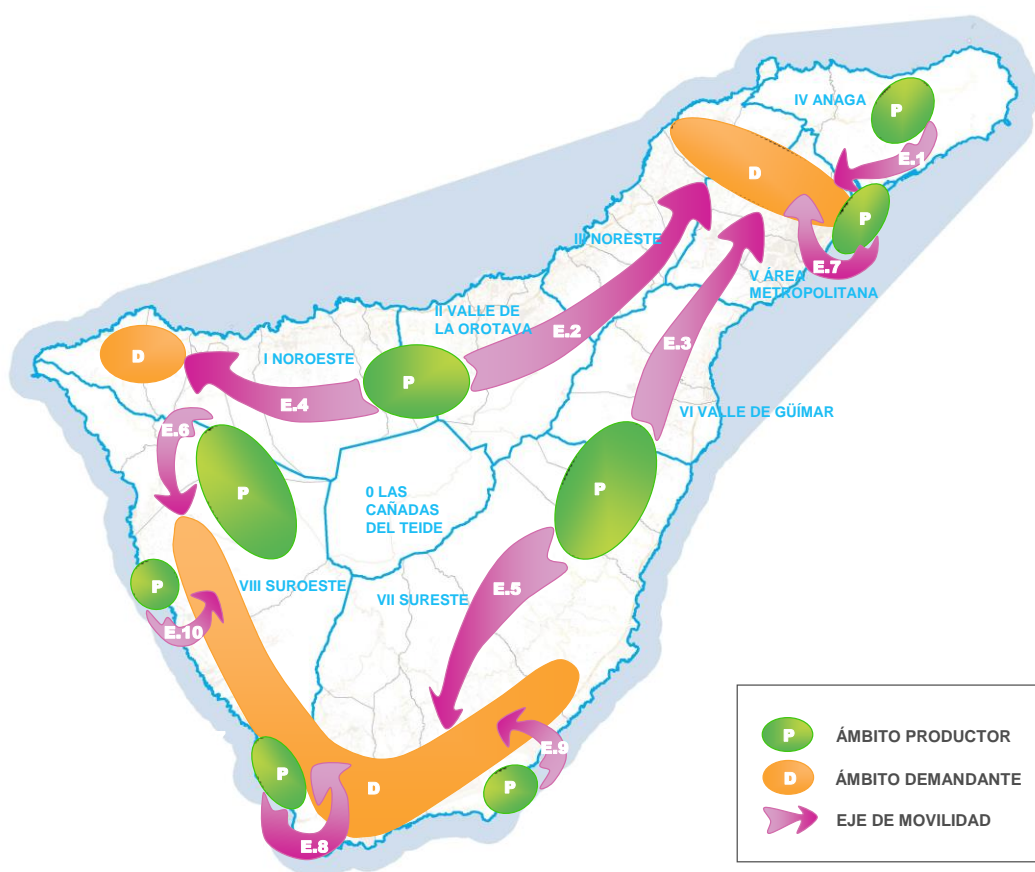 IV ANAGA
P
E.1
D
P
E.7
V ÁREA
METROPOLITANA
III NORESTE
II VALLE DE
LA OROTAVA
E.2
E.3
I NOROESTE
D
P
E.4
VI VALLE DE GÜÍMAR
E.6
P
0 LAS
CAÑADAS
DEL TEIDE
P
P
VIII SUROESTE
VII SURESTE
E.5
E.10
E.9
P
D
P
E.8
P ÁMBITO PRODUCTOR
D ÁMBITO DEMANDANTE
EJE DE MOVILIDAD